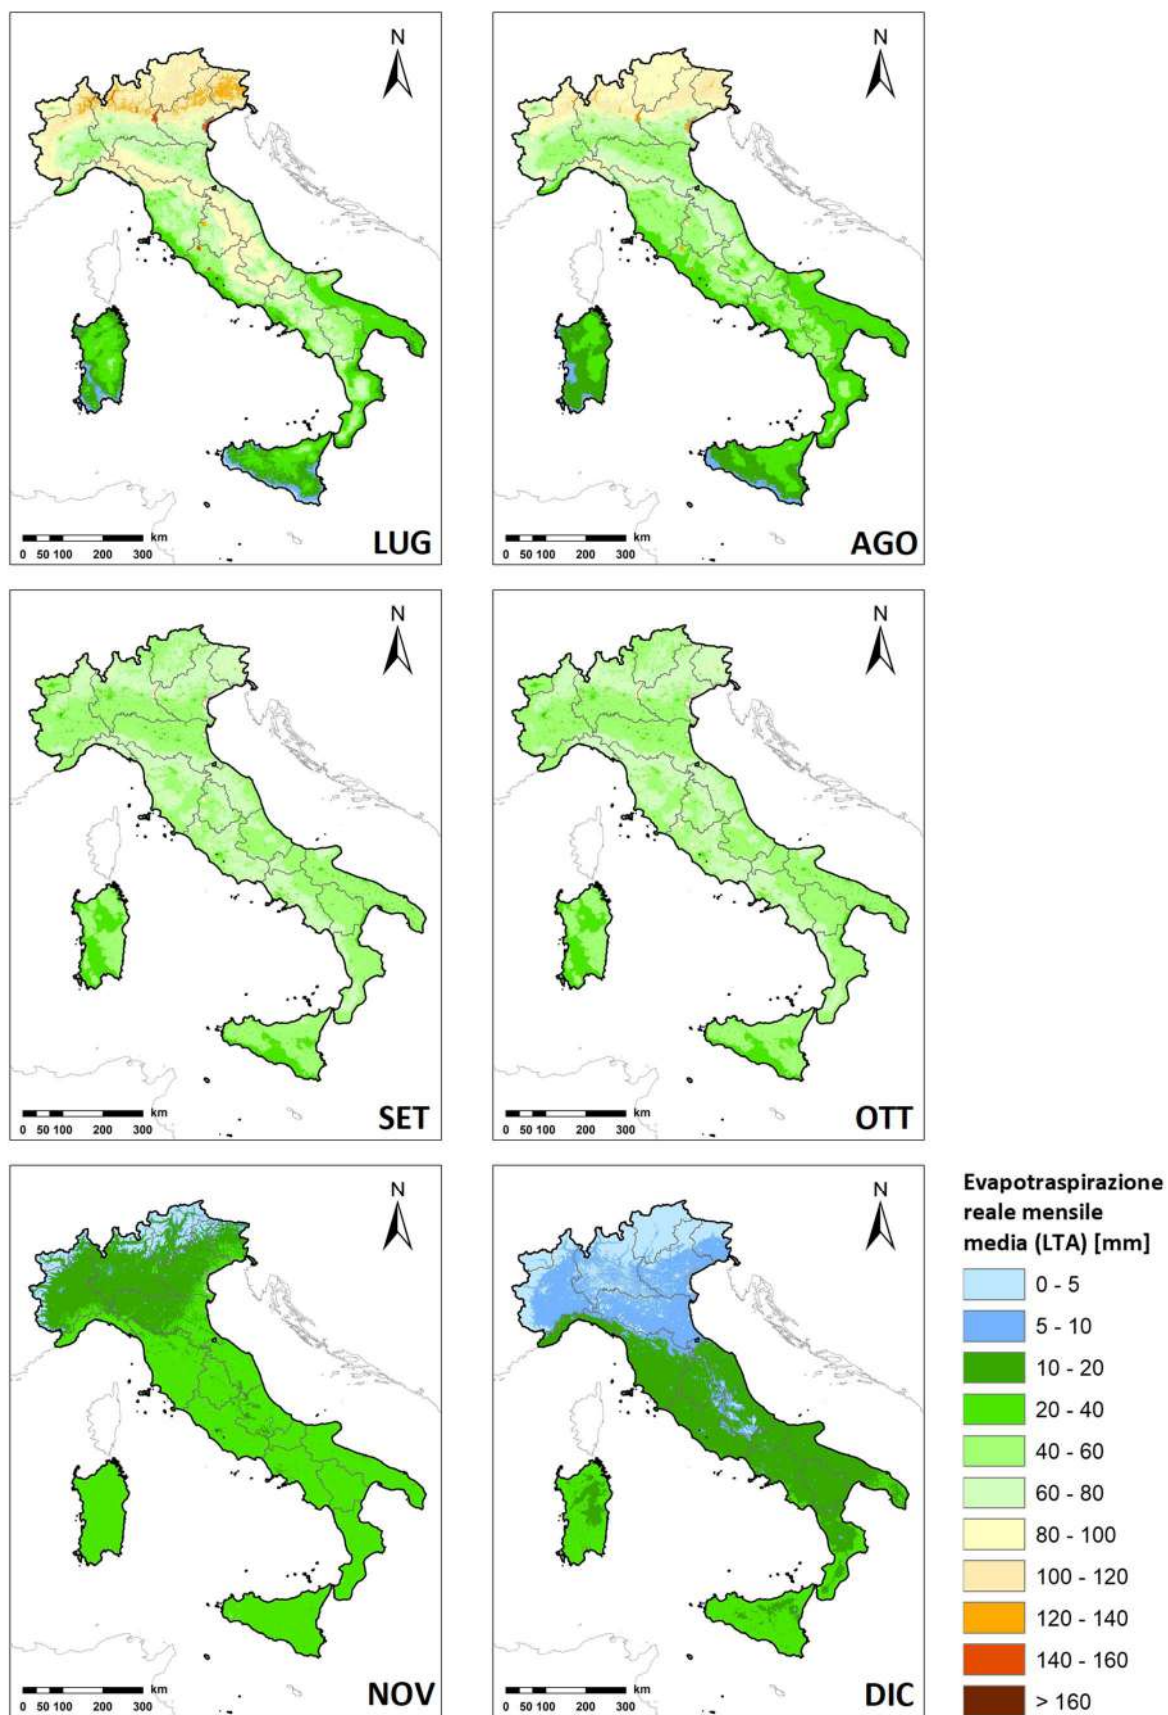 N
N
km
0 50 100 200 300
LUG
km
0 50 100 200 300
AGO
N
N
km
0 50 100 200 300
SET
km
0 50 100 200 300
OTT
N
N
Evapotraspirazione
reale mensile
media (LTA) [mm]
0 - 5
5 - 10
10 - 20
20 - 40
40 - 60
60 - 80
80 - 100
100 - 120
120 - 140
140 - 160
> 160
km
0 50 100 200 300
NOV
km
0 50 100 200 300
DIC